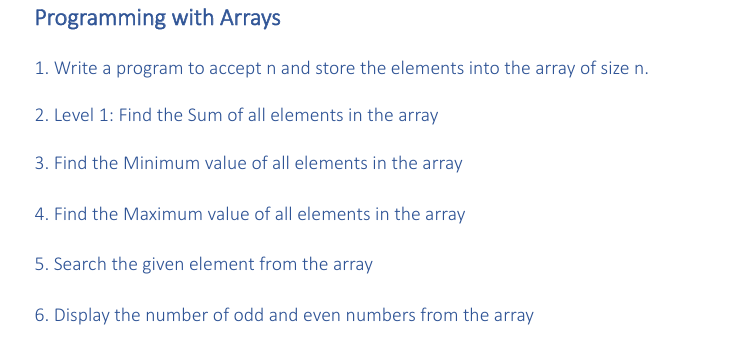 Programming with Arrays
1. Write a program to accept n and store the elements into the array of size n.
2. Level 1: Find the Sum of all elements in the array
3. Find the Minimum value of all elements in the array
4. Find the Maximum value of all elements in the array
5. Search the given element from the array
6. Display the number of odd and even numbers from the array